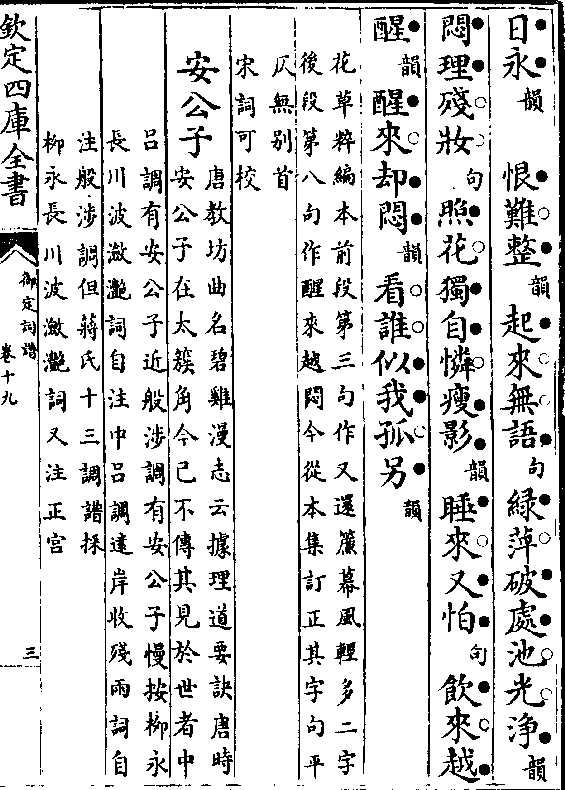 日永韻 恨難整韻 起來無語句 綠萍破處池光淨韻
悶理殘妝句 照花獨自憐瘦影韻 睡來又怕句 飲來越
醒韻 醒來却悶韻 看誰似我孤另韻
花草粹編本前段第三句作又還簾幕風輕多二字
後段第八句作醒來越悶今從本集訂正其字句平
仄無別首
宋詞可校
安公子
唐教坊曲名碧雞漫志云據理道要訣唐時
安公子在太簇角今已不傳其見於世者中
呂調有安公子近般涉調有安公子慢按柳永
長川波瀲灩詞自注中呂調遠岸收殘雨詞自
注般涉調但蔣氏十三調譜採
柳永長川波瀲灩詞又注正宮
欽定四庫全書
御定詞譜
卷十九
三